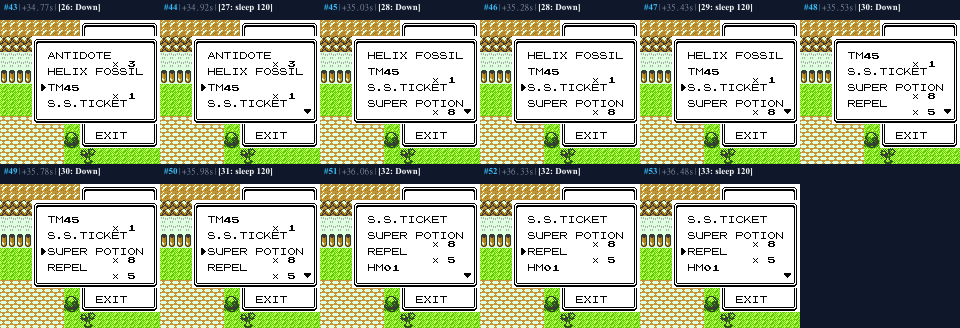 #43|+34.77s|[26: Down]
ANTIDOTE
× 3
HELIX FOSSIL
▶TM45
× 1
S.S.TICKET
EXIT
#44|+34.92s|[27: sleep 120]
ANTIDOTE
× 3
HELIX FOSSIL
▶TM45
× 1
S.S.TICKET
▼
EXIT
#45|+35.03s|[28: Down]
HELIX FOSSIL
TM45
× 1
S.S.TICKET
SUPER POTION
× 8
▼
EXIT
#46|+35.28s|[28: Down]
HELIX FOSSIL
TM45
× 1
▶S.S.TICKET
SUPER POTION
× 8
EXIT
#47|+35.43s|[29: sleep 120]
HELIX FOSSIL
TM45
× 1
▶S.S.TICKET
SUPER POTION
× 8
▼
EXIT
#48|+35.53s|[30: Down]
TM45
× 1
S.S.TICKET
SUPER POTION
× 8
REPEL
× 5
▼
EXIT
#49|+35.78s|[30: Down]
TM45
× 1
S.S.TICKET
▶SUPER POTION
× 8
REPEL
× 5
EXIT
#50|+35.98s|[31: sleep 120]
TM45
× 1
S.S.TICKET
▶SUPER POTION
× 8
REPEL
× 5
▼
EXIT
#51|+36.06s|[32: Down]
S.S.TICKET
SUPER POTION
× 8
REPEL
× 5
HM01
▼
EXIT
#52|+36.33s|[32: Down]
S.S.TICKET
SUPER POTION
× 8
▶REPEL
× 5
HM01
EXIT
#53|+36.48s|[33: sleep 120]
S.S.TICKET
SUPER POTION
× 8
▶REPEL
× 5
HM01
▼
EXIT